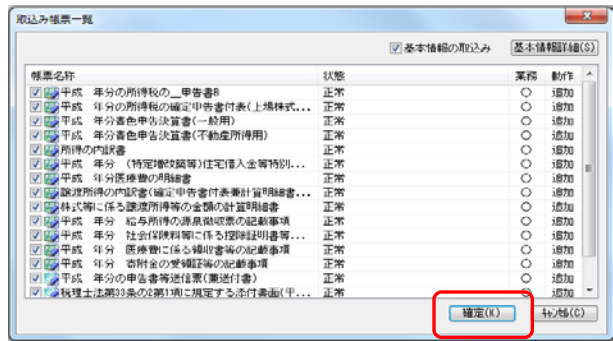 取込み帳票一覧
基本情報の取込み 基本情報詳細(S)
帳票名称 状態 業務 動作
平成 年分の所得税の__申告書B 正常 ○ 追加
平成 年分の所得税の確定申告書付表(上場株式... 正常 ○ 追加
平成 年分青色申告決算書(一般用) 正常 ○ 追加
平成 年分青色申告決算書(不動産所得用) 正常 ○ 追加
所得の内訳書 正常 ○ 追加
平成 年分 (特定増改築等)住宅借入金等特別... 正常 ○ 追加
平成 年分医療費の明細書 正常 ○ 追加
譲渡所得の内訳書(確定申告書付表兼計算明細書... 正常 ○ 追加
株式等に係る譲渡所得等の金額の計算明細書 正常 ○ 追加
平成 年分 給与所得の源泉徴収票の記載事項 正常 ○ 追加
平成 年分 社会保険料等に係る控除証明書等... 正常 ○ 追加
平成 年分 医療費に係る領収書等の記載事項 正常 ○ 追加
平成 年分 寄附金の受領証等の記載事項 正常 ○ 追加
平成 年分の申告書等送信票(兼送付書) 正常 ○ 追加
税理士法第33条の2第1項に規定する添付書面(平... 正常 ○ 追加
確定(K) キャンセル(C)